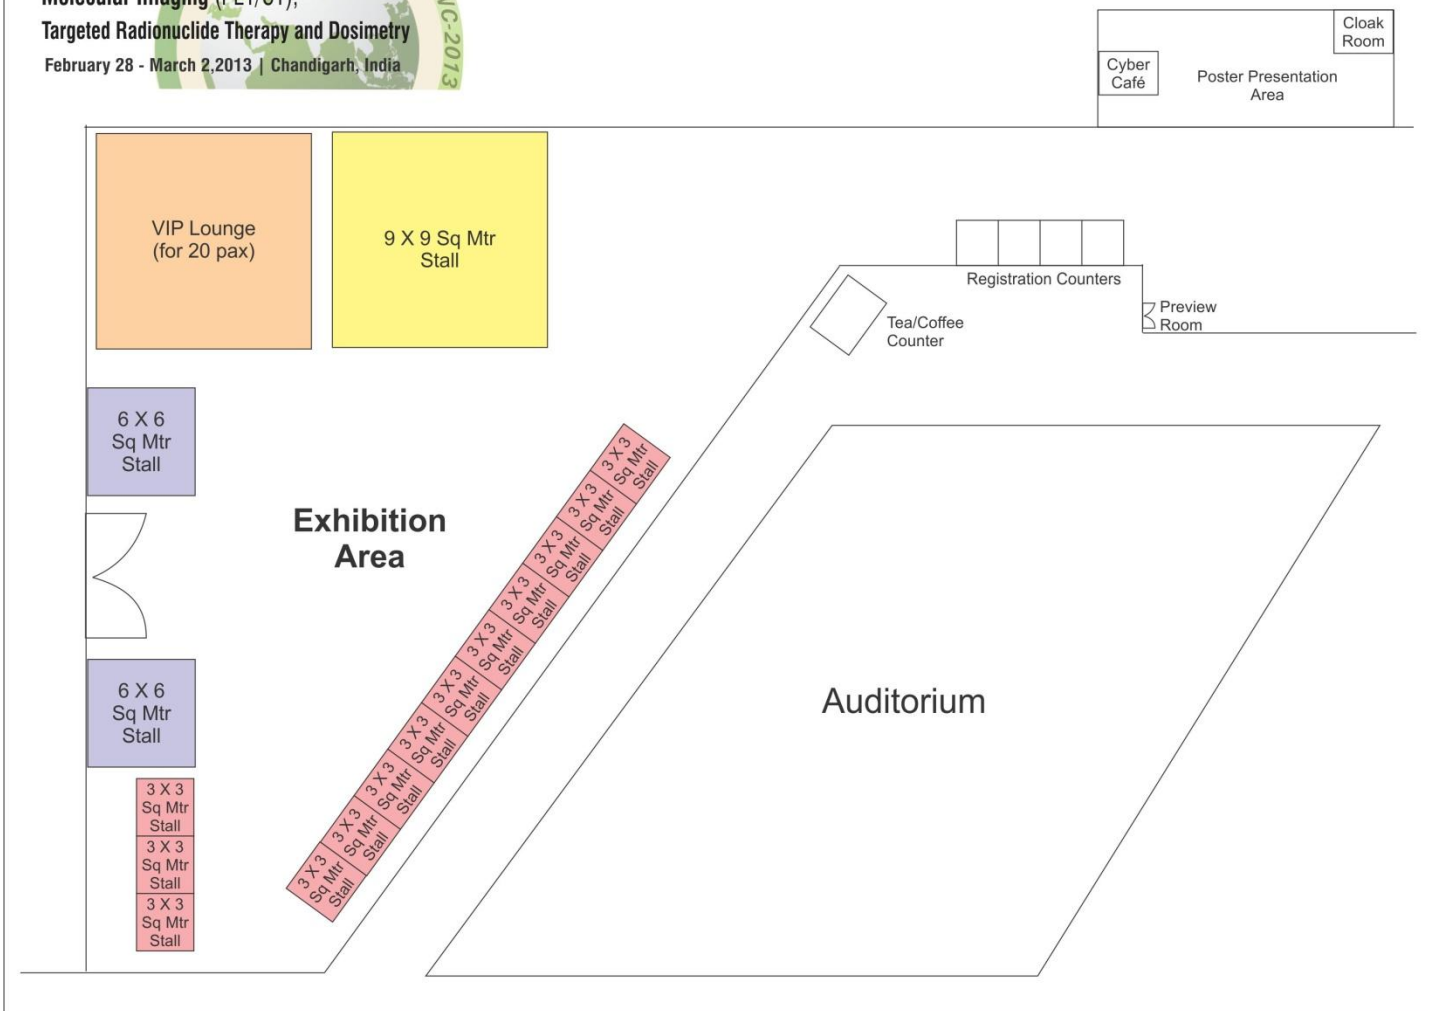 Molecular Imaging (PET/CT),
Targeted Radionuclide Therapy and Dosimetry
February 28 - March 2,2013 | Chandigarh, India
NC-2013
Cloak
Room
Cyber
Café
Poster Presentation
Area
VIP Lounge
(for 20 pax)
9 X 9 Sq Mtr
Stall
Registration Counters
Preview
Room
Tea/Coffee
Counter
6 X 6
Sq Mtr
Stall
Exhibition
Area
3 X 3
Sq Mtr
Stall
3 X 3
Sq Mtr
Stall
3 X 3
Sq Mtr
Stall
3 X 3
Sq Mtr
Stall
3 X 3
Sq Mtr
Stall
3 X 3
Sq Mtr
Stall
3 X 3
Sq Mtr
Stall
3 X 3
Sq Mtr
Stall
3 X 3
Sq Mtr
Stall
3 X 3
Sq Mtr
Stall
Auditorium
6 X 6
Sq Mtr
Stall
3 X 3
Sq Mtr
Stall
3 X 3
Sq Mtr
Stall
3 X 3
Sq Mtr
Stall